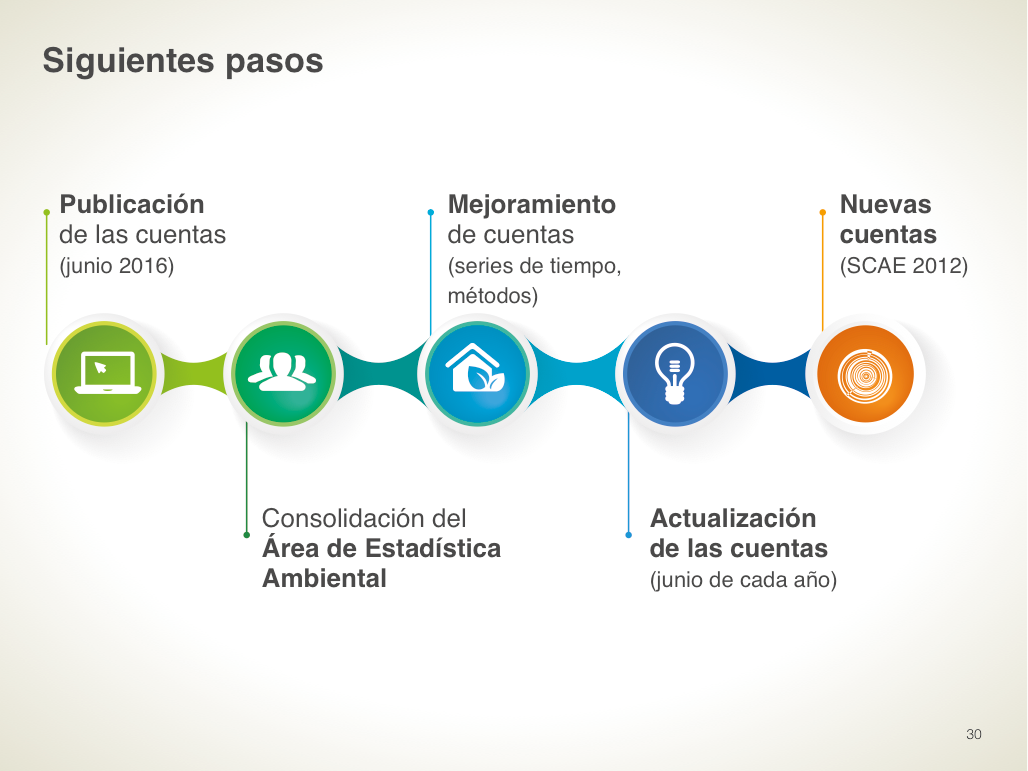 Siguientes pasos
Publicación
de las cuentas
(junio 2016)
Consolidación del
Área de Estadística
Ambiental
Mejoramiento
de cuentas
(series de tiempo,
métodos)
Actualización
de las cuentas
(junio de cada año)
Nuevas
cuentas
(SCAE 2012)
30